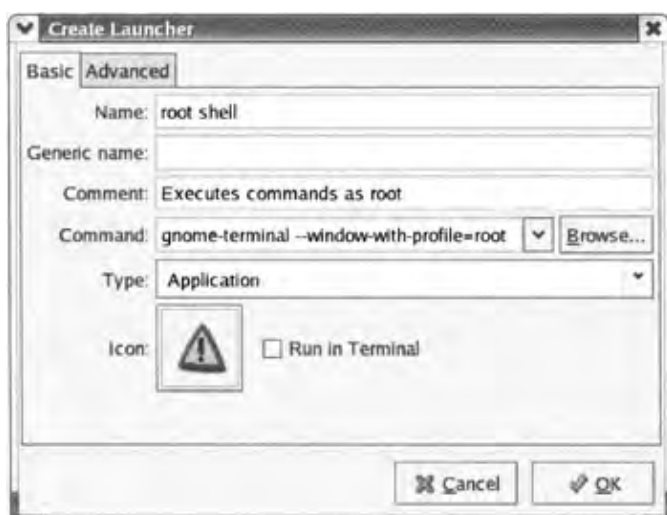 Create Launcher
Basic Advanced
Name: root shell
Generic name:
Comment: Executes commands as root
Command: gnome-terminal --window-with-profile=root Browse...
Type: Application
Icon: Run in Terminal
Cancel OK